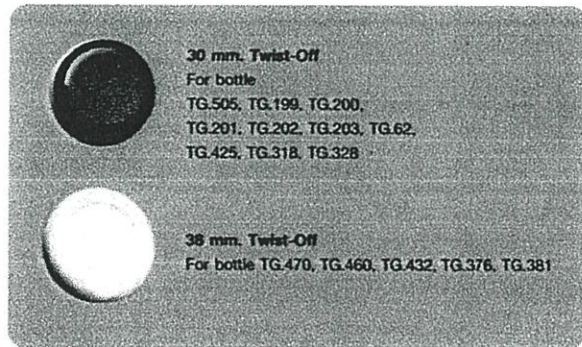 30 mm. Twist-Off
For bottle
TG.505, TG.199, TG.200,
TG.201, TG.202, TG.203, TG.62,
TG.425, TG.318, TG.328
38 mm. Twist-Off
For bottle TG.470, TG.460, TG.432, TG.376, TG.381